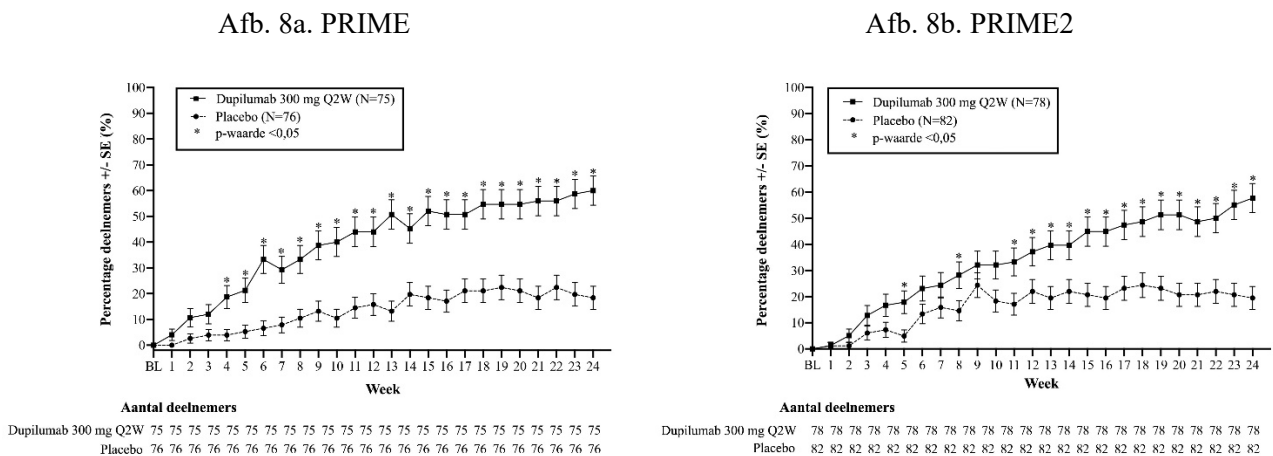 Afb. 8a. PRIME
100
90
80
70
60
50
40
30
20
10
0
Percentage deelnemers +/- SE (%)
Dupilumab 300 mg Q2W (N=75)
Placebo (N=76)
* p-waarde <0,05
BL 1 2 3 4 5 6 7 8 9 10 11 12 13 14 15 16 17 18 19 20 21 22 23 24
Week
Aantal deelnemers
Dupilumab 300 mg Q2W 75 75 75 75 75 75 75 75 75 75 75 75 75 75 75 75 75 75 75 75 75 75 75 75 75
Placebo 76 76 76 76 76 76 76 76 76 76 76 76 76 76 76 76 76 76 76 76 76 76 76 76 76
Afb. 8b. PRIME2
100
90
80
70
60
50
40
30
20
10
0
Percentage deelnemers +/- SE (%)
Dupilumab 300 mg Q2W (N=78)
Placebo (N=82)
* p-waarde <0,05
BL 1 2 3 4 5 6 7 8 9 10 11 12 13 14 15 16 17 18 19 20 21 22 23 24
Week
Aantal deelnemers
Dupilumab 300 mg Q2W 78 78 78 78 78 78 78 78 78 78 78 78 78 78 78 78 78 78 78 78 78 78 78 78 78
Placebo 82 82 82 82 82 82 82 82 82 82 82 82 82 82 82 82 82 82 82 82 82 82 82 82 82